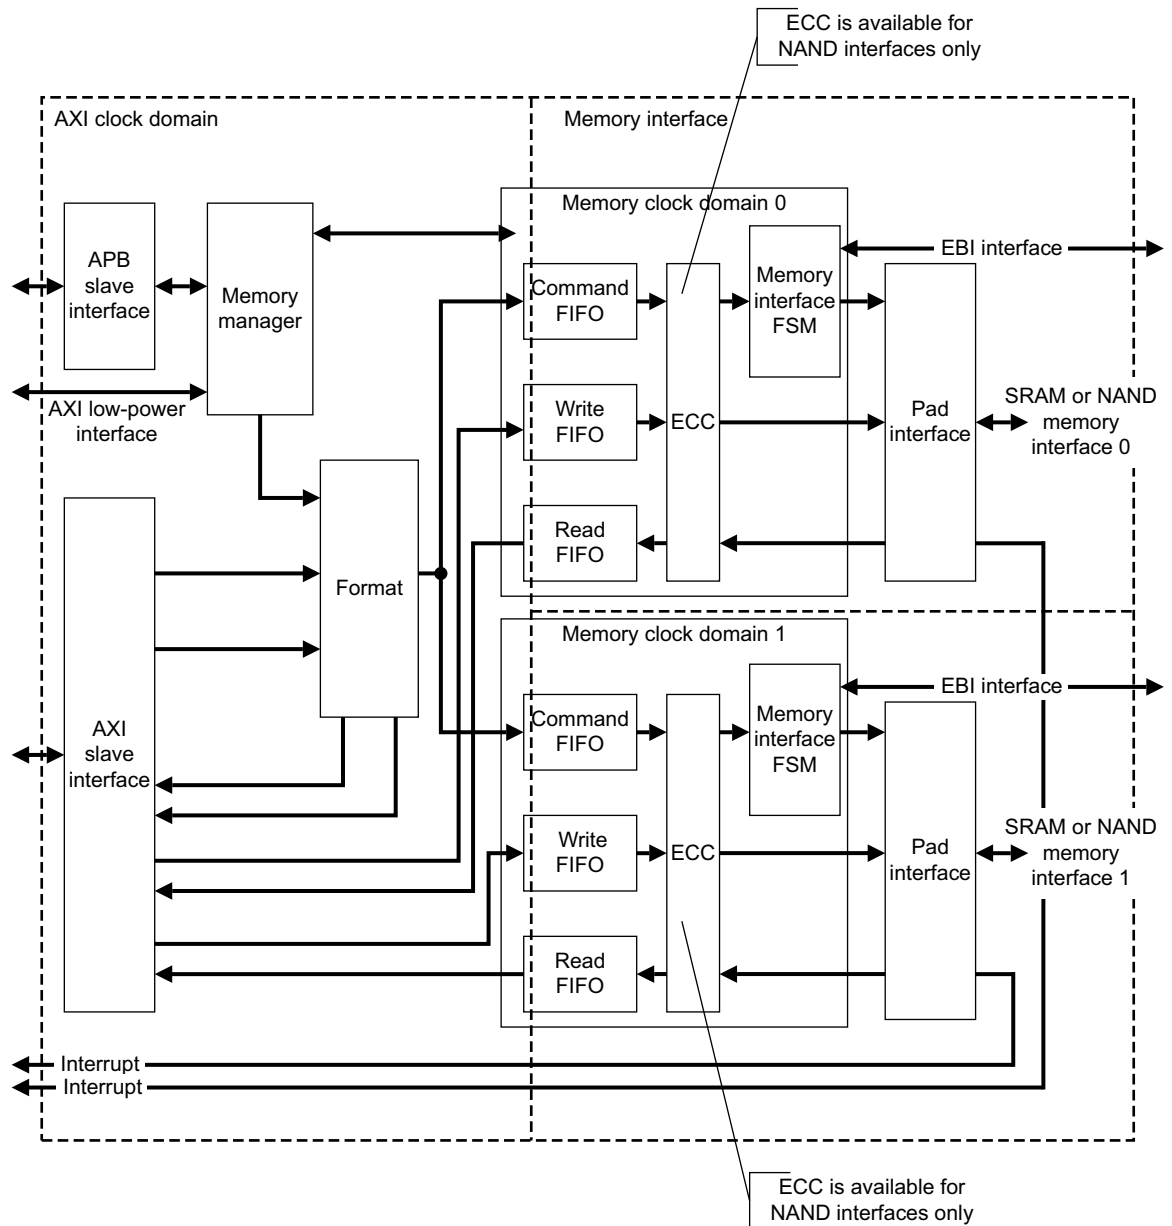 ECC is available for
NAND interfaces only
AXI clock domain
Memory interface
Memory clock domain 0
EBI interface
APB
slave
interface
Memory
manager
Command
FIFO
Memory
interface
FSM
AXI low-power
interface
Write
FIFO
ECC
Pad
interface
SRAM or NAND
memory
interface 0
Read
FIFO
Format
Memory clock domain 1
EBI interface
AXI
slave
interface
Command
FIFO
Memory
interface
FSM
Write
FIFO
ECC
Pad
interface
SRAM or NAND
memory
interface 1
Read
FIFO
Interrupt
Interrupt
ECC is available for
NAND interfaces only